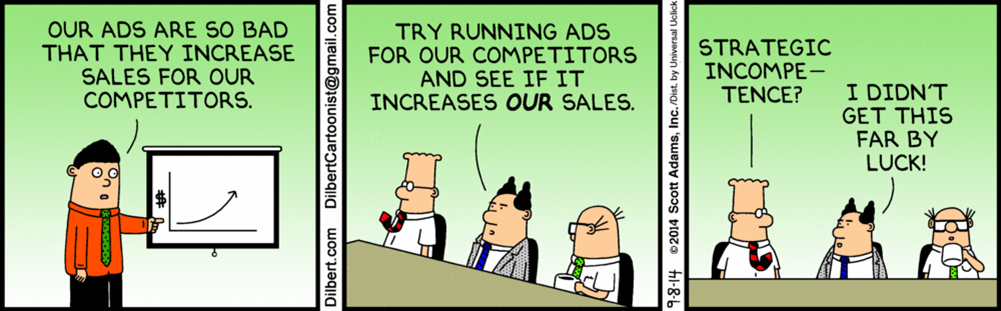 OUR ADS ARE SO BAD
THAT THEY INCREASE
SALES FOR OUR
COMPETITORS.
$
DilbertCartoonist@gmail.com
Dilbert.com
TRY RUNNING ADS
FOR OUR COMPETITORS
AND SEE IF IT
INCREASES OUR SALES.
9-8-14 ©2014 Scott Adams, Inc. /Dist. by Universal Uclick
STRATEGIC
INCOMPE-
TENCE?
I DIDN'T
GET THIS
FAR BY
LUCK!